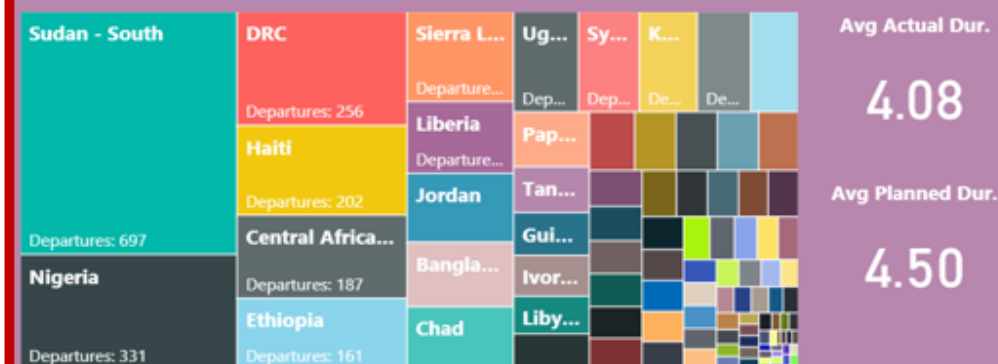 Sudan - South
Departures: 697
Nigeria
Departures: 331
DRC
Departures: 256
Haiti
Departures: 202
Central Africa...
Departures: 187
Ethiopia
Departures: 161
Sierra L...
Departure...
Liberia
Departure...
Jordan
Bangla...
Chad
Ug...
Dep...
Pap...
Tan...
Gui...
Ivor...
Liby...
Sy...
Dep...
K...
De...
De...
Avg Actual Dur.
4.08
Avg Planned Dur.
4.50